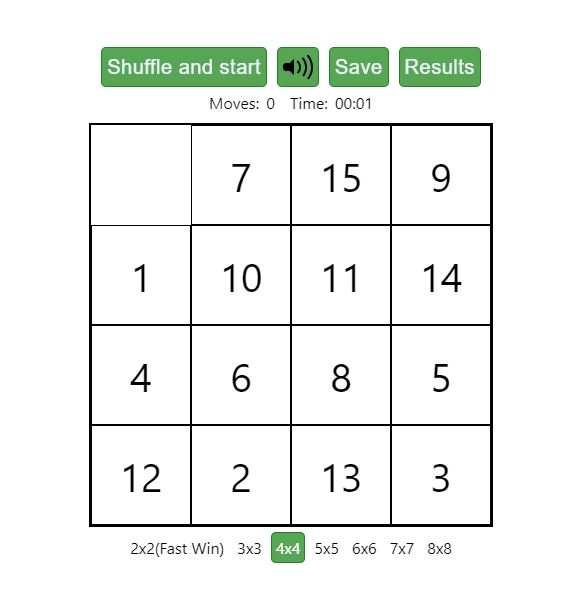 Shuffle and start Save Results
Moves: 0 Time: 00:01
7 15 9
1 10 11 14
4 6 8 5
12 2 13 3
2x2(Fast Win) 3x3 4x4 5x5 6x6 7x7 8x8